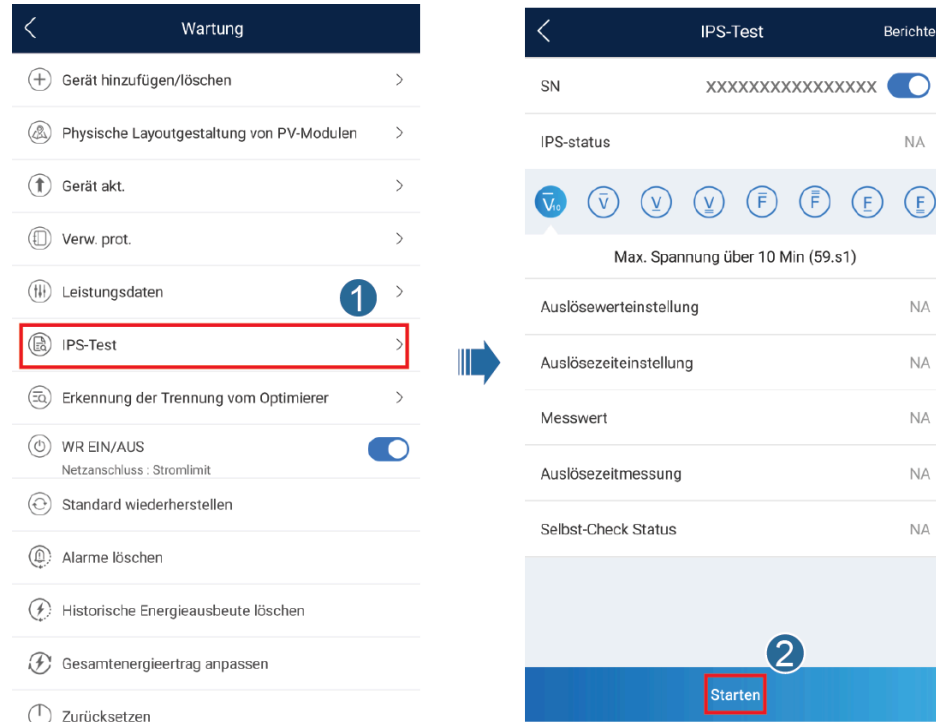 Wartung
Gerät hinzufügen/löschen
Physische Layoutgestaltung von PV-Modulen
Gerät akt.
Verw. prot.
Leistungsdaten
1
IPS-Test
Erkennung der Trennung vom Optimierer
WR EIN/AUS
Netzanschluss : Stromlimit
Standard wiederherstellen
Alarme löschen
Historische Energieausbeute löschen
Gesamtenergieertrag anpassen
Zurücksetzen
IPS-Test Berichte
SN XXXXXXXXXXXXXXXX
IPS-status NA
V̅10 V̅ V̲ V̳ F̅ F̿ F̲ F̳
Max. Spannung über 10 Min (59.s1)
Auslösewerteinstellung NA
Auslösezeiteinstellung NA
Messwert NA
Auslösezeitmessung NA
Selbst-Check Status NA
2
Starten